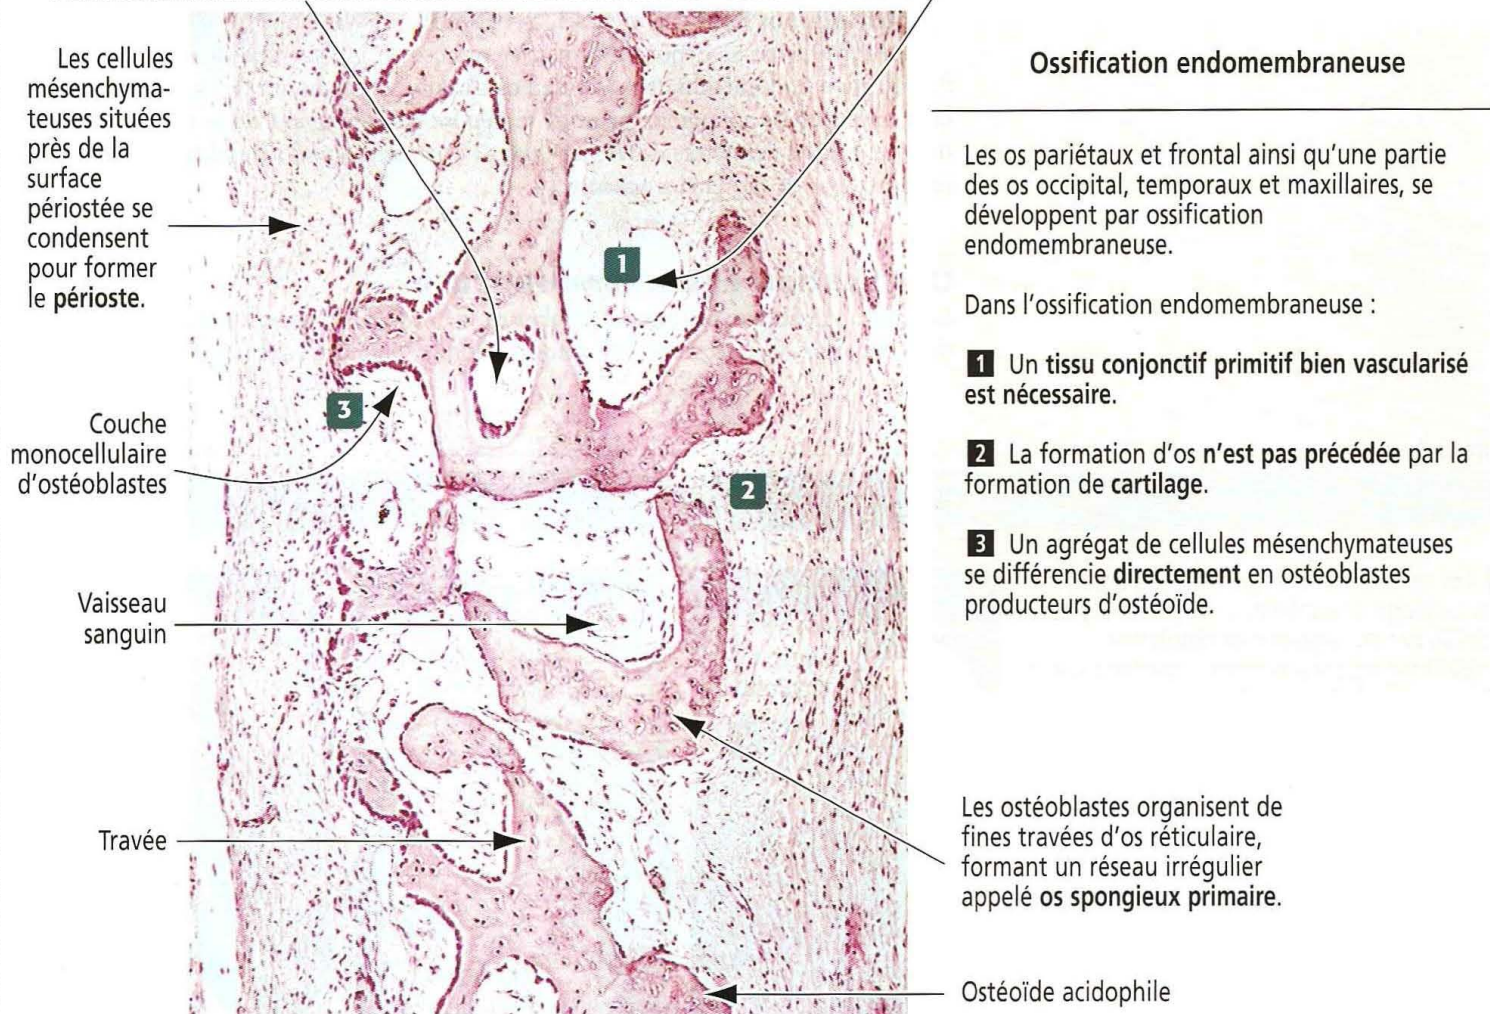 Les cellules
mésenchyma-
teuses situées
près de la
surface
périostée se
condensent
pour former
le périoste.
Couche
monocellulaire
d'ostéoblastes
Vaisseau
sanguin
Travée
1
3
2
Ossification endomembraneuse
Les os pariétaux et frontal ainsi qu'une partie
des os occipital, temporaux et maxillaires, se
développent par ossification
endomembraneuse.
Dans l'ossification endomembraneuse :
1 Un tissu conjonctif primitif bien vascularisé
est nécessaire.
2 La formation d'os n'est pas précédée par la
formation de cartilage.
3 Un agrégat de cellules mésenchymateuses
se différencie directement en ostéoblastes
producteurs d'ostéoïde.
Les ostéoblastes organisent de
fines travées d'os réticulaire,
formant un réseau irrégulier
appelé os spongieux primaire.
Ostéoïde acidophile